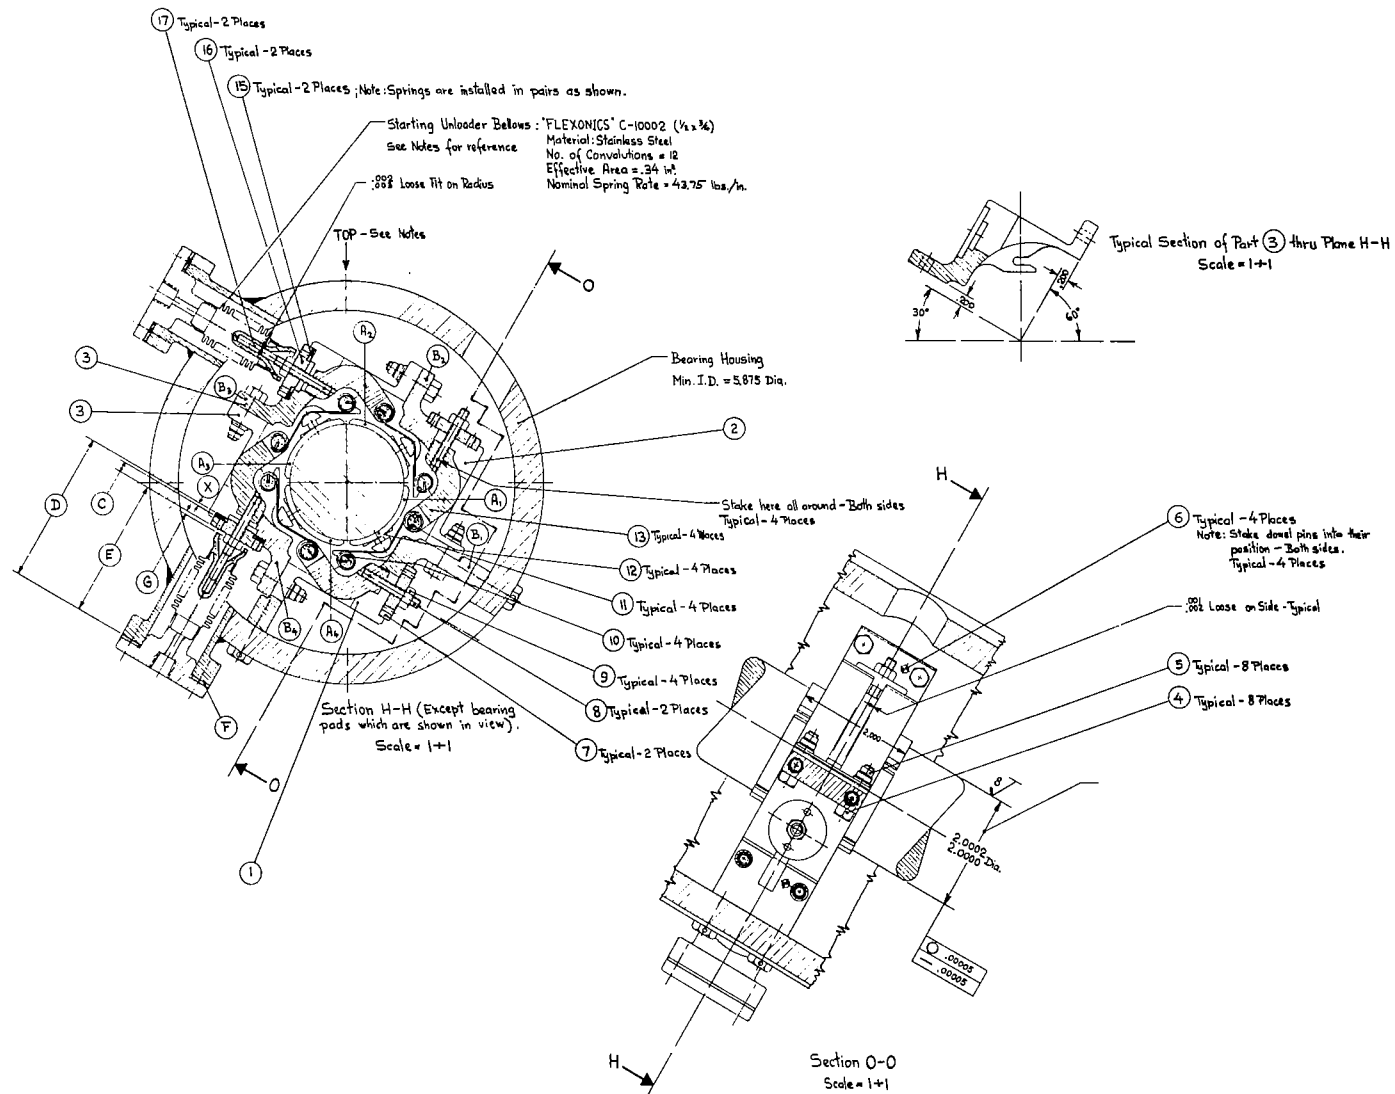 17 Typical-2 Places
16 Typical-2 Places
15 Typical-2 Places; Note: Springs are installed in pairs as shown.
Starting Unloader Bellows: "FLEXONICS" C-10002
See Notes for reference
Material: Stainless Steel
No. of Convolutions = 12
Effective Area = .34 in²
Nominal Spring Rate = 43.75 lbs./in.
Loose Fit on Radius
TOP-See Notes
O
A2
B2
3
B3
3
Bearing Housing
Min. I.D. = 5.875 Dia.
2
A3
X
A1
D
C
E
G
Stake here all around-Both sides
Typical-4 Places
13 Typical-4 Places
B1
12 Typical-4 Places
11 Typical-4 Places
B4
A4
10 Typical-4 Places
9 Typical-4 Places
8 Typical-2 Places
7 Typical-2 Places
F
Section H-H (Except bearing
pads which are shown in view).
Scale = 1+1
O
1
Typical Section of Part 3 thru Plane H-H
Scale = 1+1
.200
.200
30°
60°
H
6 Typical-4 Places
Note: Stake dowel pins into their
position-Both sides.
Typical-4 Places
.001
.002 Loose on Side-Typical
5 Typical-8 Places
4 Typical-8 Places
2.000
8
2.0002
2.0000 Dia.
.00005
.00005
H
Section O-O
Scale = 1+1